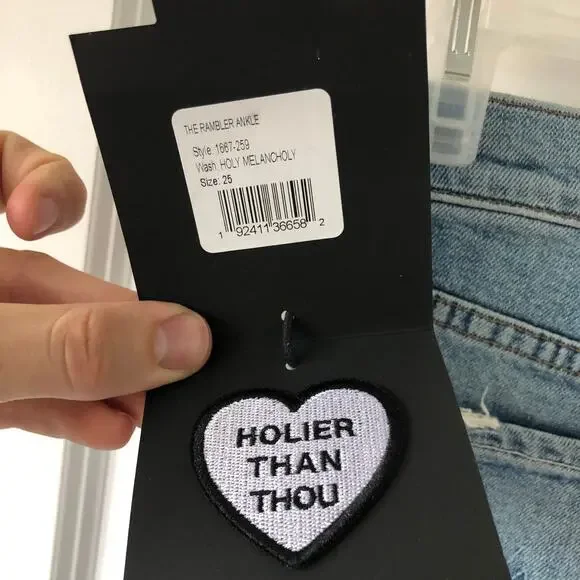 THE RAMBLER ANKLE
Style: 1667-259
Wash: HOLY MELANCHOLY
Size: 25
1 92411 36658 2
HOLIER
THAN
THOU